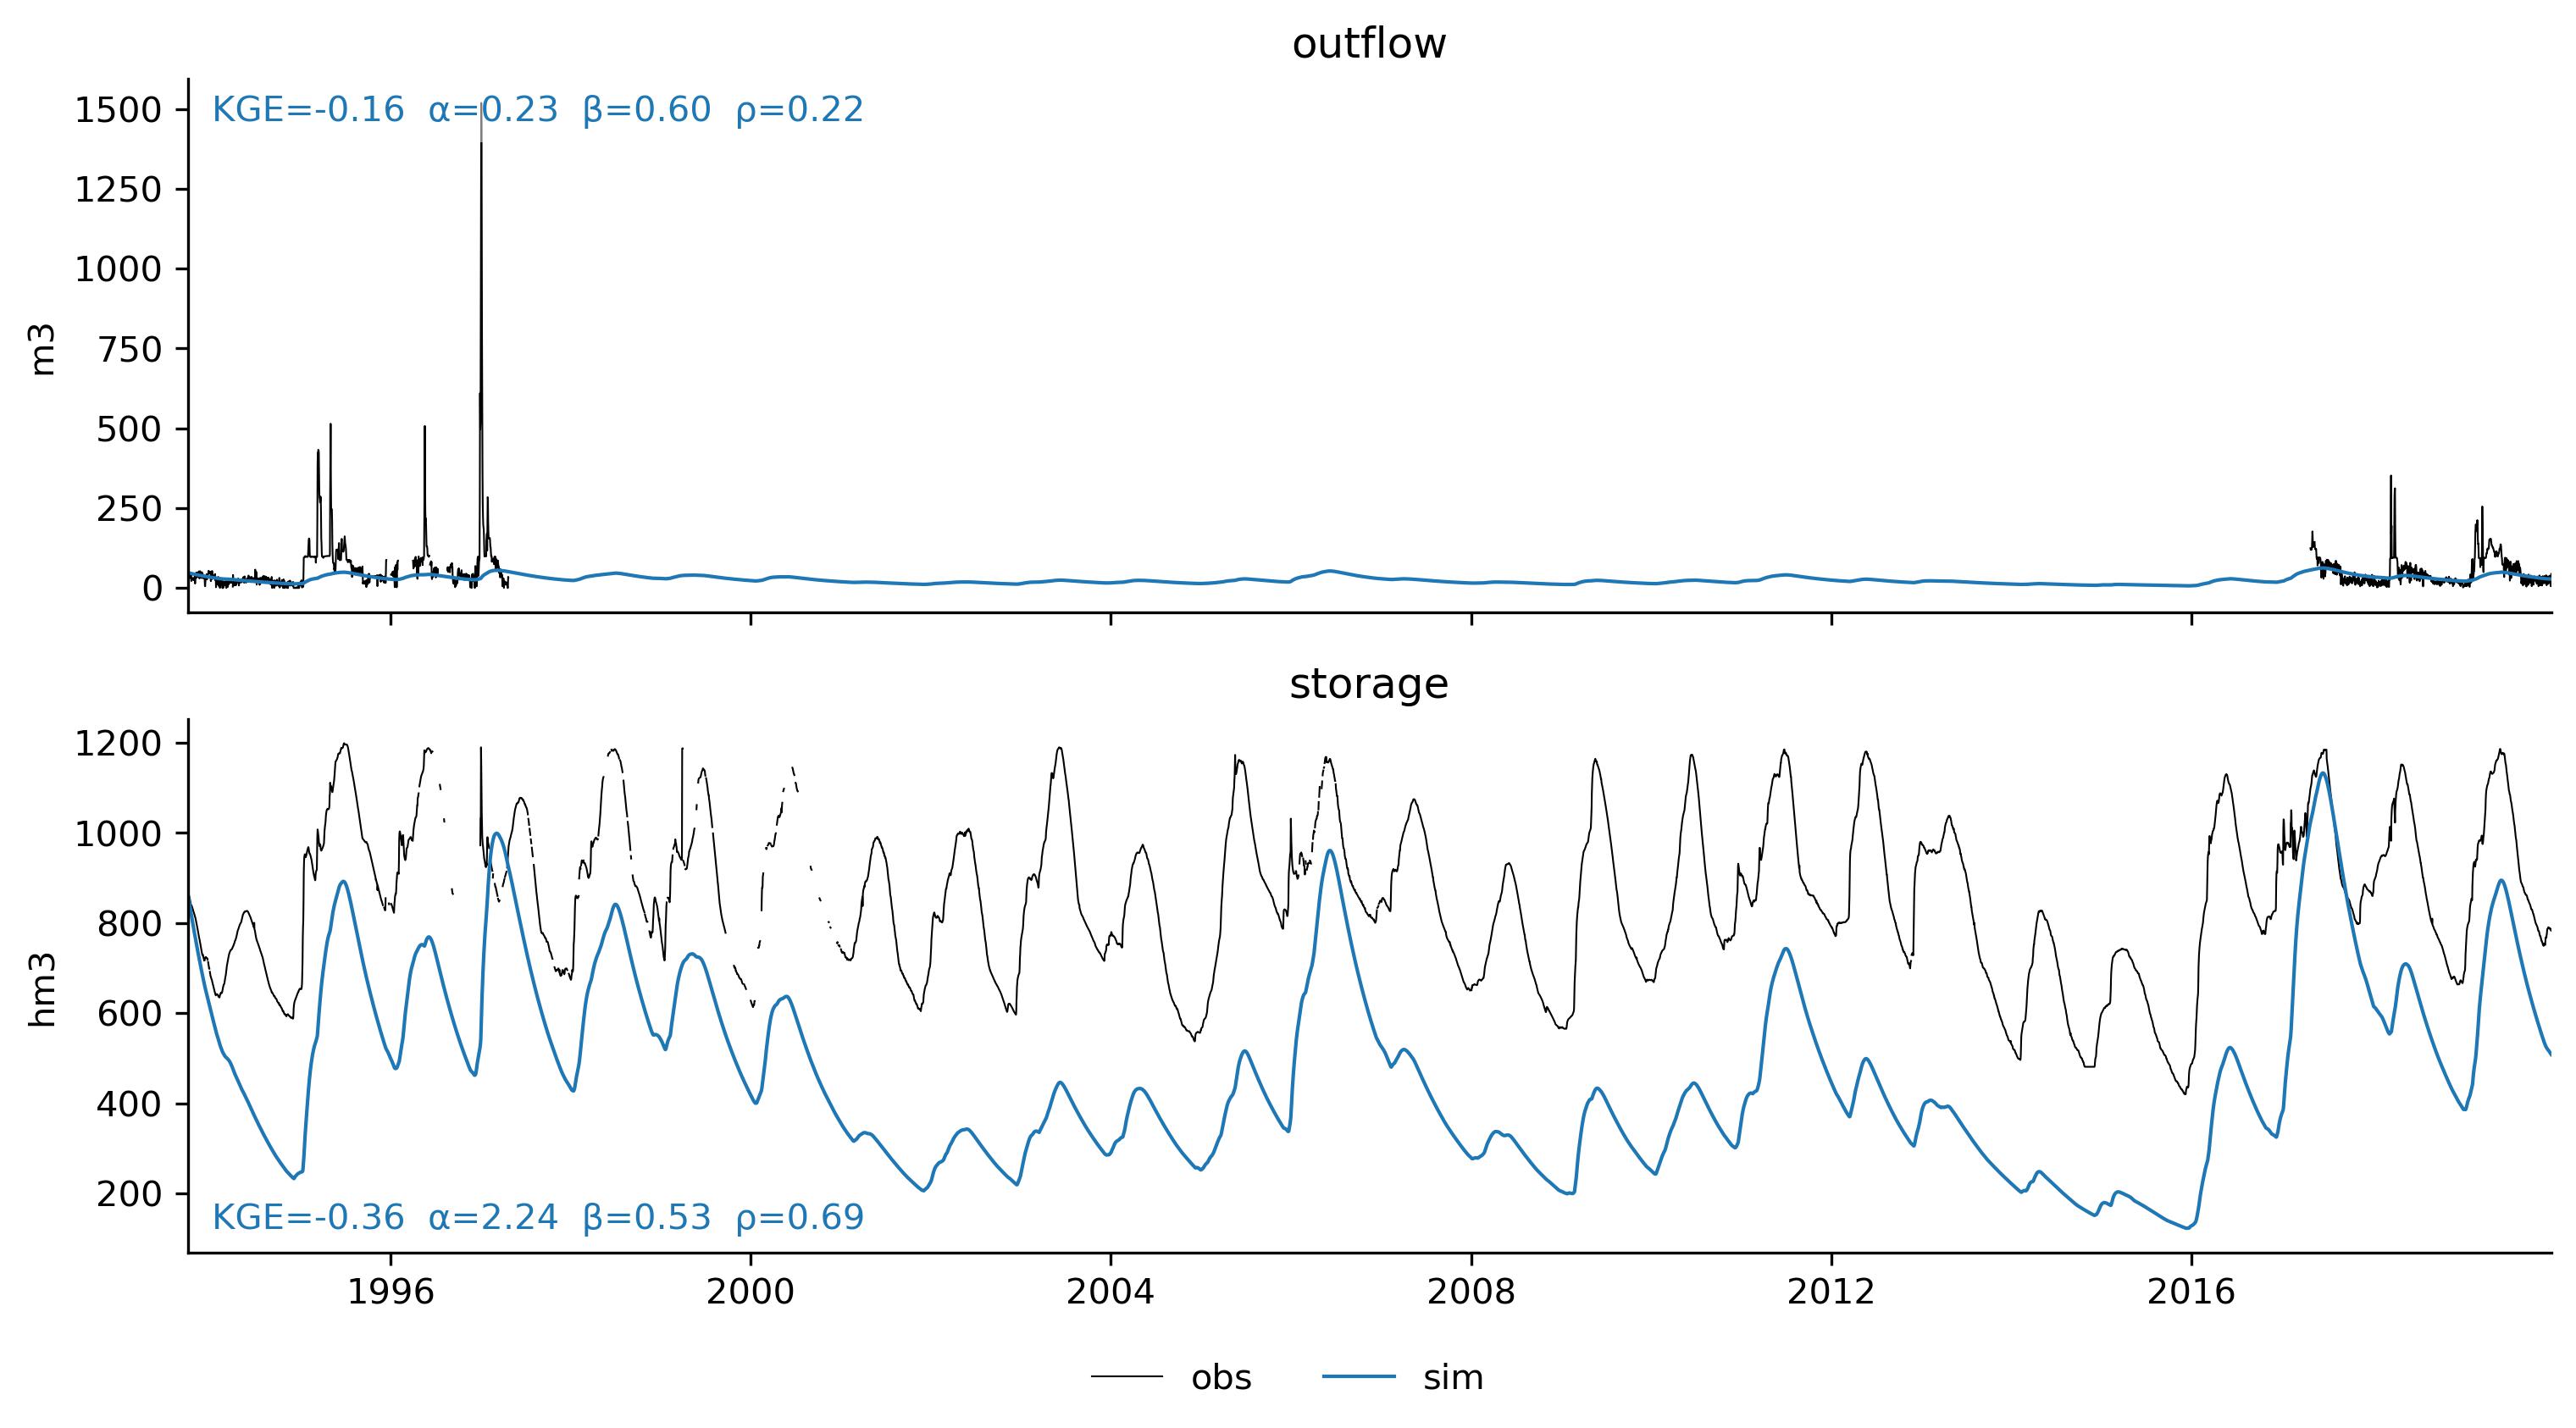 outflow
KGE=-0.16 α=0.23 β=0.60 ρ=0.22
1500
1250
1000
750
500
250
0
m3
storage
1200
1000
800
600
400
200
hm3
KGE=-0.36 α=2.24 β=0.53 ρ=0.69
1996 2000 2004 2008 2012 2016
obs sim